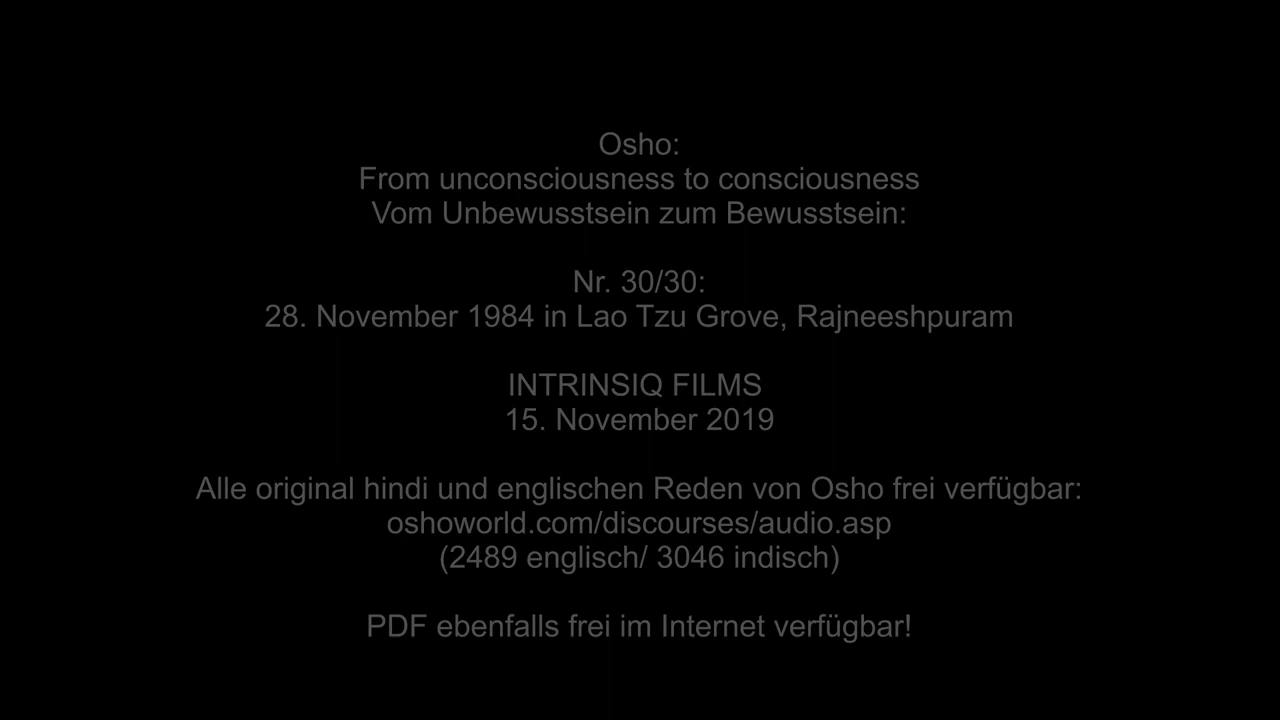 Osho:
From unconsciousness to consciousness
Vom Unbewusstsein zum Bewusstsein:
Nr. 30/30:
28. November 1984 in Lao Tzu Grove, Rajneeshpuram
INTRINSIQ FILMS
15. November 2019
Alle original hindi und englischen Reden von Osho frei verfügbar:
oshoworld.com/discourses/audio.asp
(2489 englisch/ 3046 indisch)
PDF ebenfalls frei im Internet verfügbar!